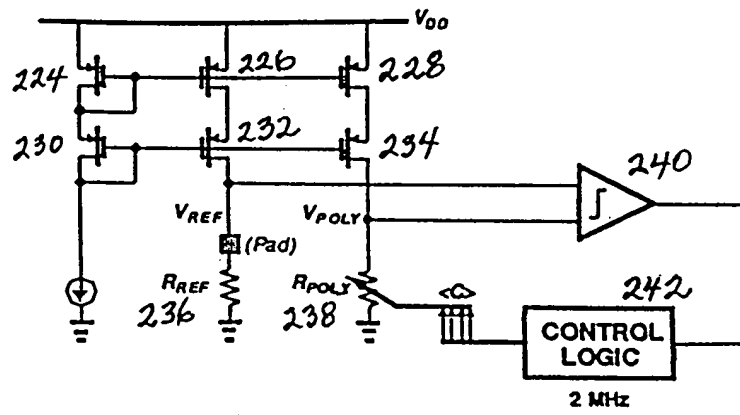 VDD
224
226
228
230
232
234
240
VREF
VPOLY
(Pad)
RREF
236
RPOLY
238
<C>
242
CONTROL
LOGIC
2 MHz